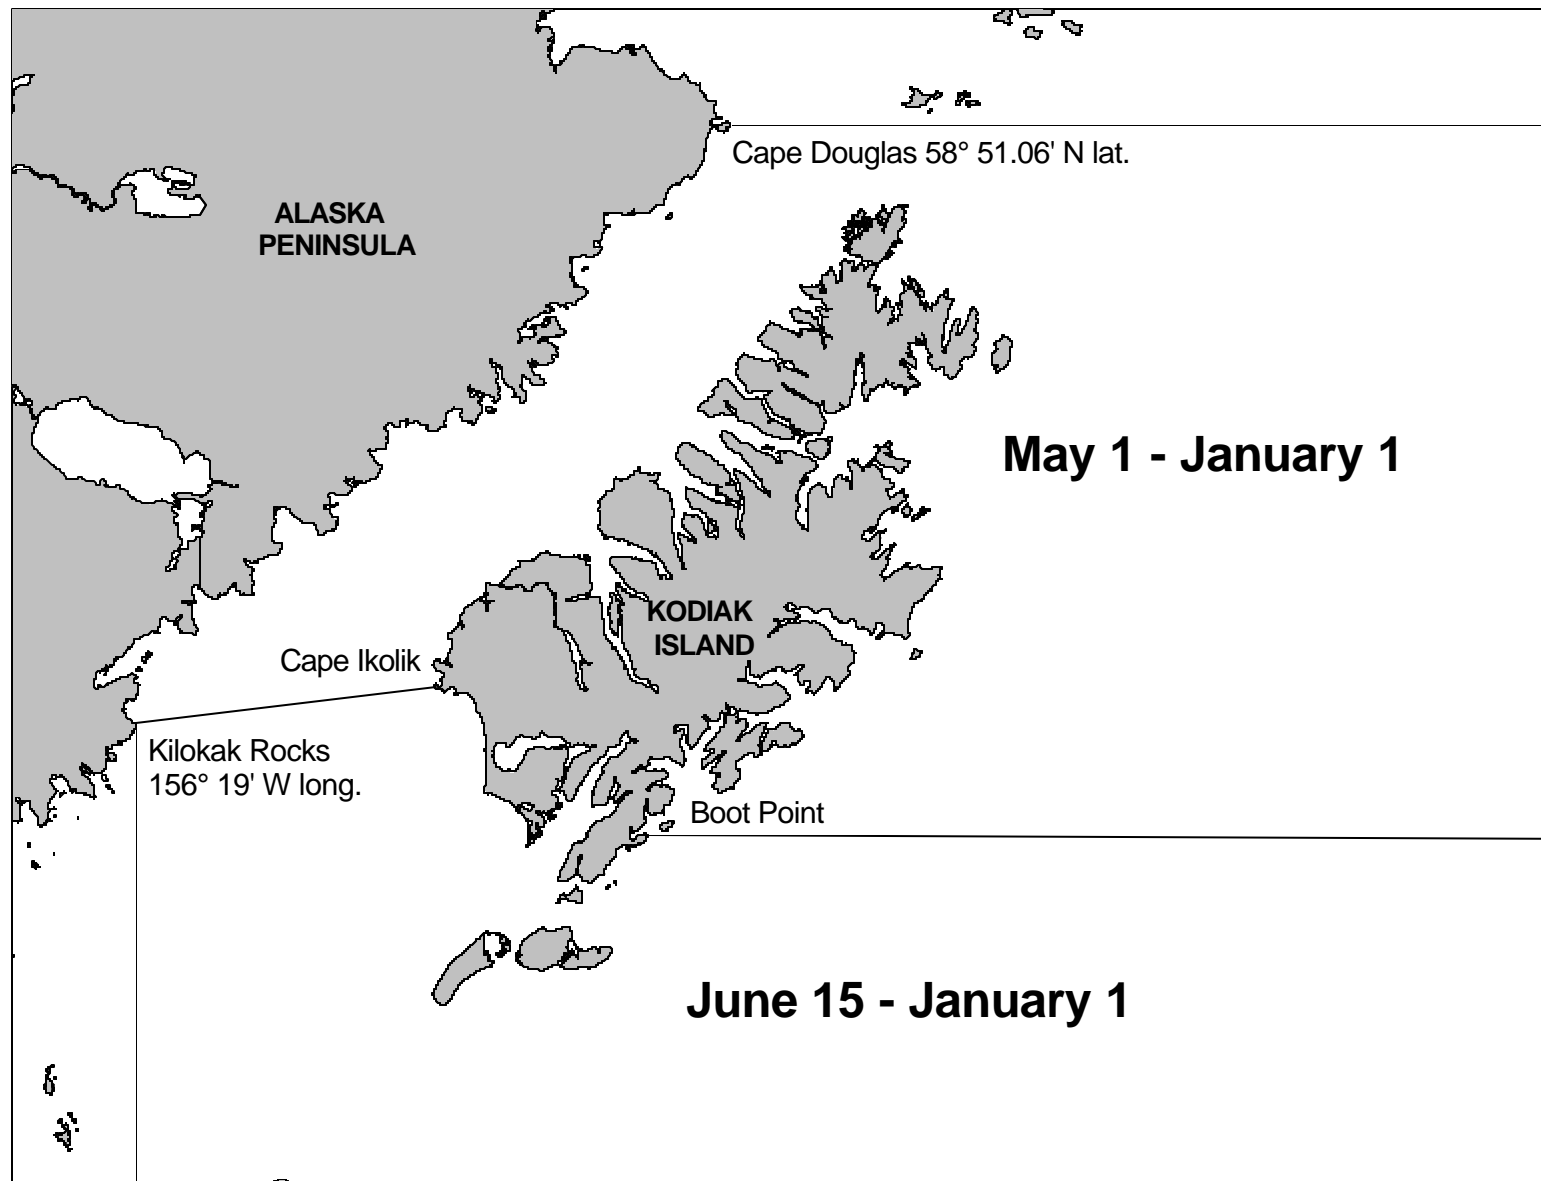 Cape Douglas 58° 51.06' N lat.
ALASKA
PENINSULA
May 1 - January 1
KODIAK
ISLAND
Cape Ikolik
Kilokak Rocks
156° 19' W long.
Boot Point
June 15 - January 1